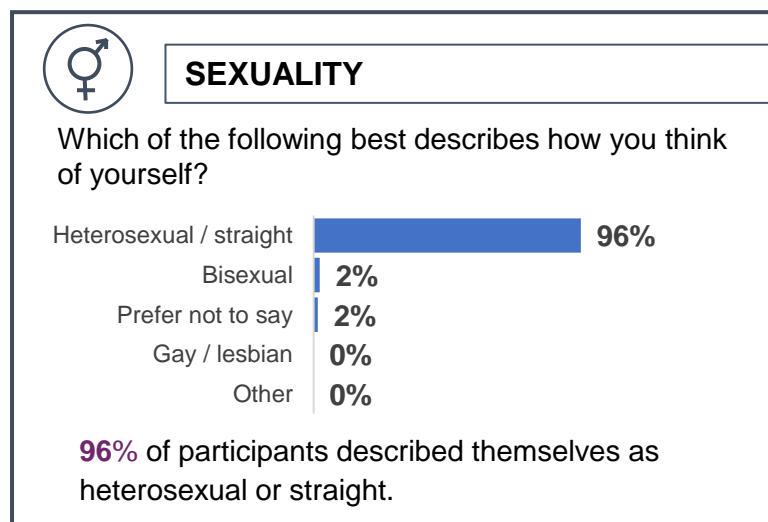 SEXUALITY
Which of the following best describes how you think
of yourself?
Heterosexual / straight 96%
Bisexual 2%
Prefer not to say 2%
Gay / lesbian 0%
Other 0%
96% of participants described themselves as
heterosexual or straight.